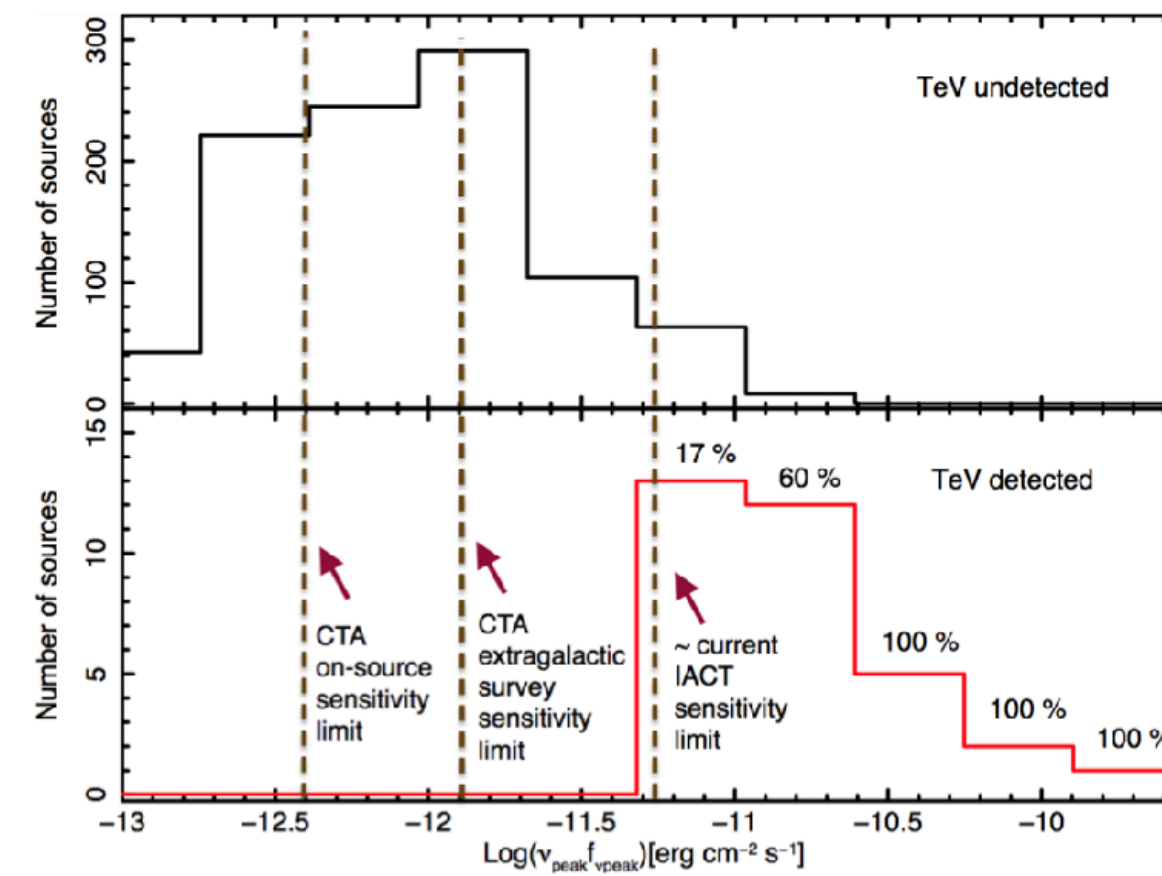 300
200
100
0
Number of sources
TeV undetected
15
10
5
0
Number of sources
TeV detected
17 %
60 %
100 %
100 %
100 %
CTA
on-source
sensitivity
limit
CTA
extragalactic
survey
sensitivity
limit
~ current
IACT
sensitivity
limit
−13 −12.5 −12 −11.5 −11 −10.5 −10
Log(νpeakfνpeak)[erg cm⁻² s⁻¹]